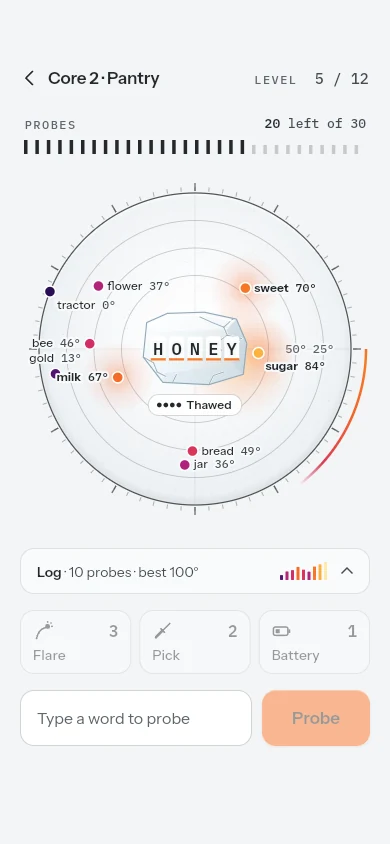 Core 2 · Pantry
LEVEL 5 / 12
PROBES
20 left of 30
flower 37°
sweet 70°
tractor 0°
HONEY
bee 46°
50° 25°
gold 13°
sugar 84°
milk 67°
Thawed
bread 49°
jar 36°
Log · 10 probes · best 100°
3
Flare
2
Pick
1
Battery
Type a word to probe
Probe